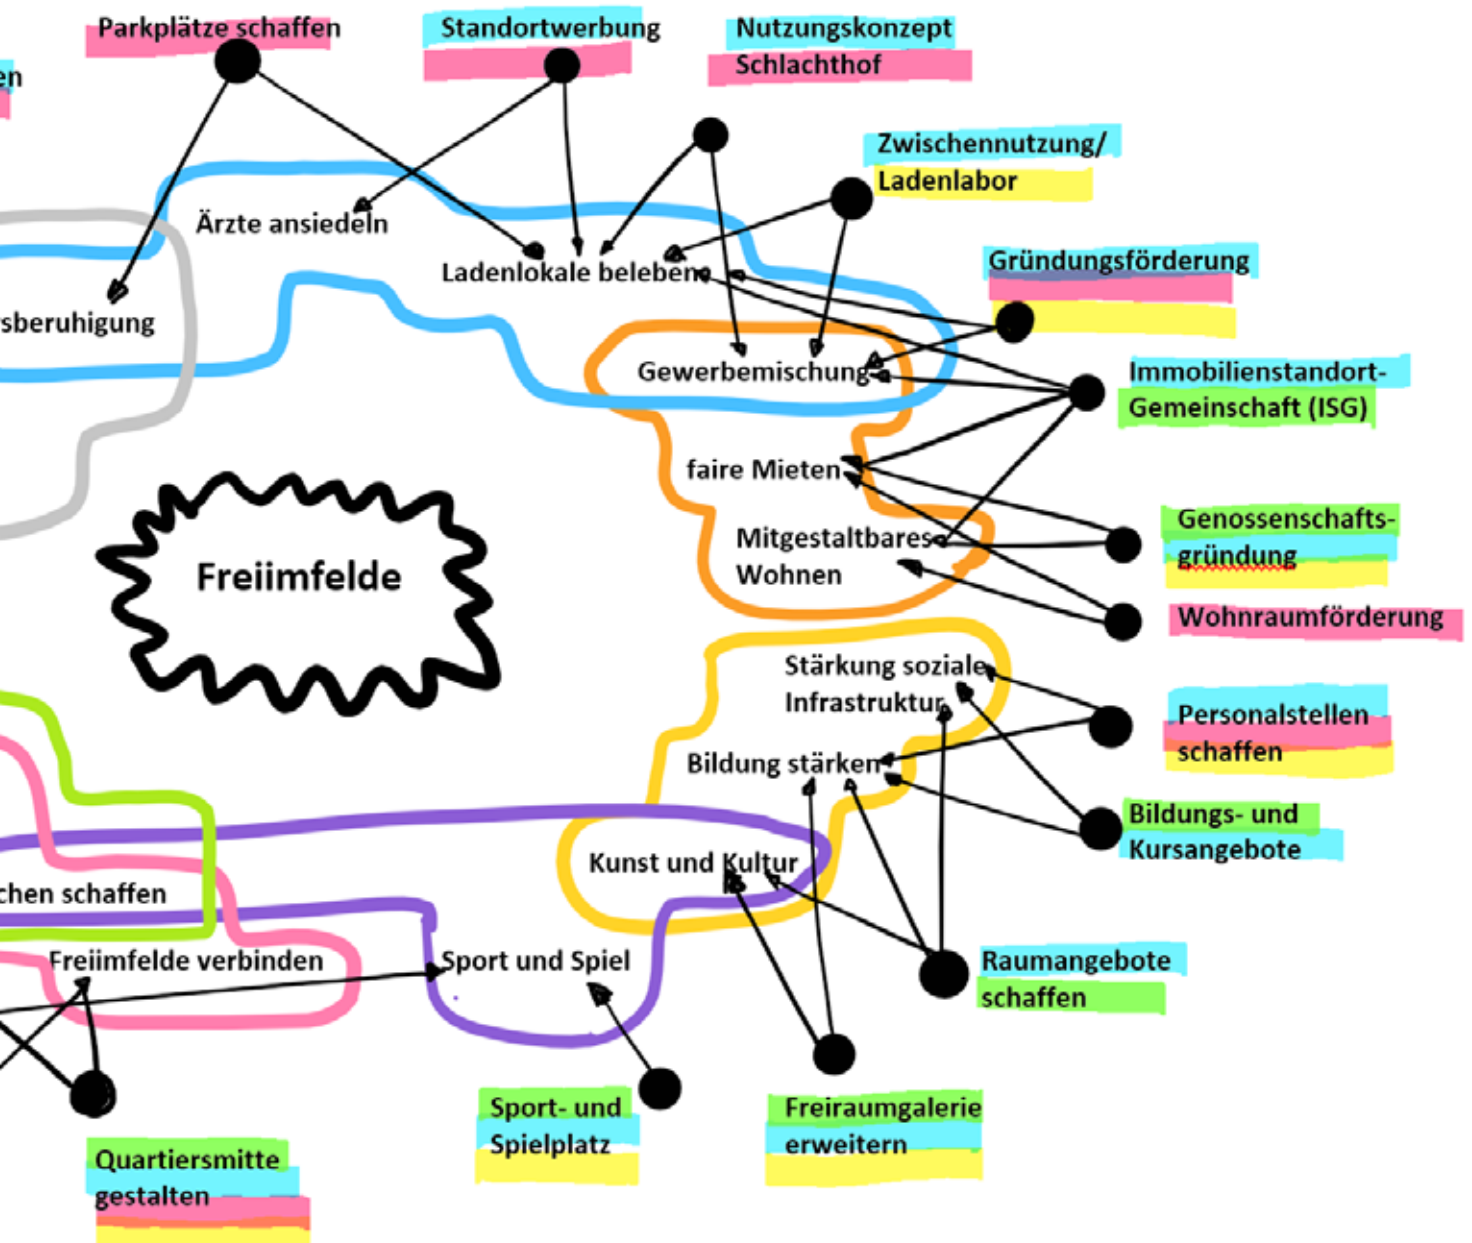 Parkplätze schaffen
Standortwerbung
Nutzungskonzept
Schlachthof
en
Zwischennutzung/
Ladenlabor
Ärzte ansiedeln
Ladenlokale beleben
Gründungsförderung
rsberuhigung
Gewerbemischung
Immobilienstandort-
Gemeinschaft (ISG)
faire Mieten
Genossenschafts-
gründung
Mitgestaltbares
Wohnen
Freiimfelde
Wohnraumförderung
Stärkung soziale
Infrastruktur
Personalstellen
schaffen
Bildung stärken
Bildungs- und
Kursangebote
Kunst und Kultur
chen schaffen
Freiimfelde verbinden
Sport und Spiel
Raumangebote
schaffen
Sport- und
Spielplatz
Freiraumgalerie
erweitern
Quartiersmitte
gestalten